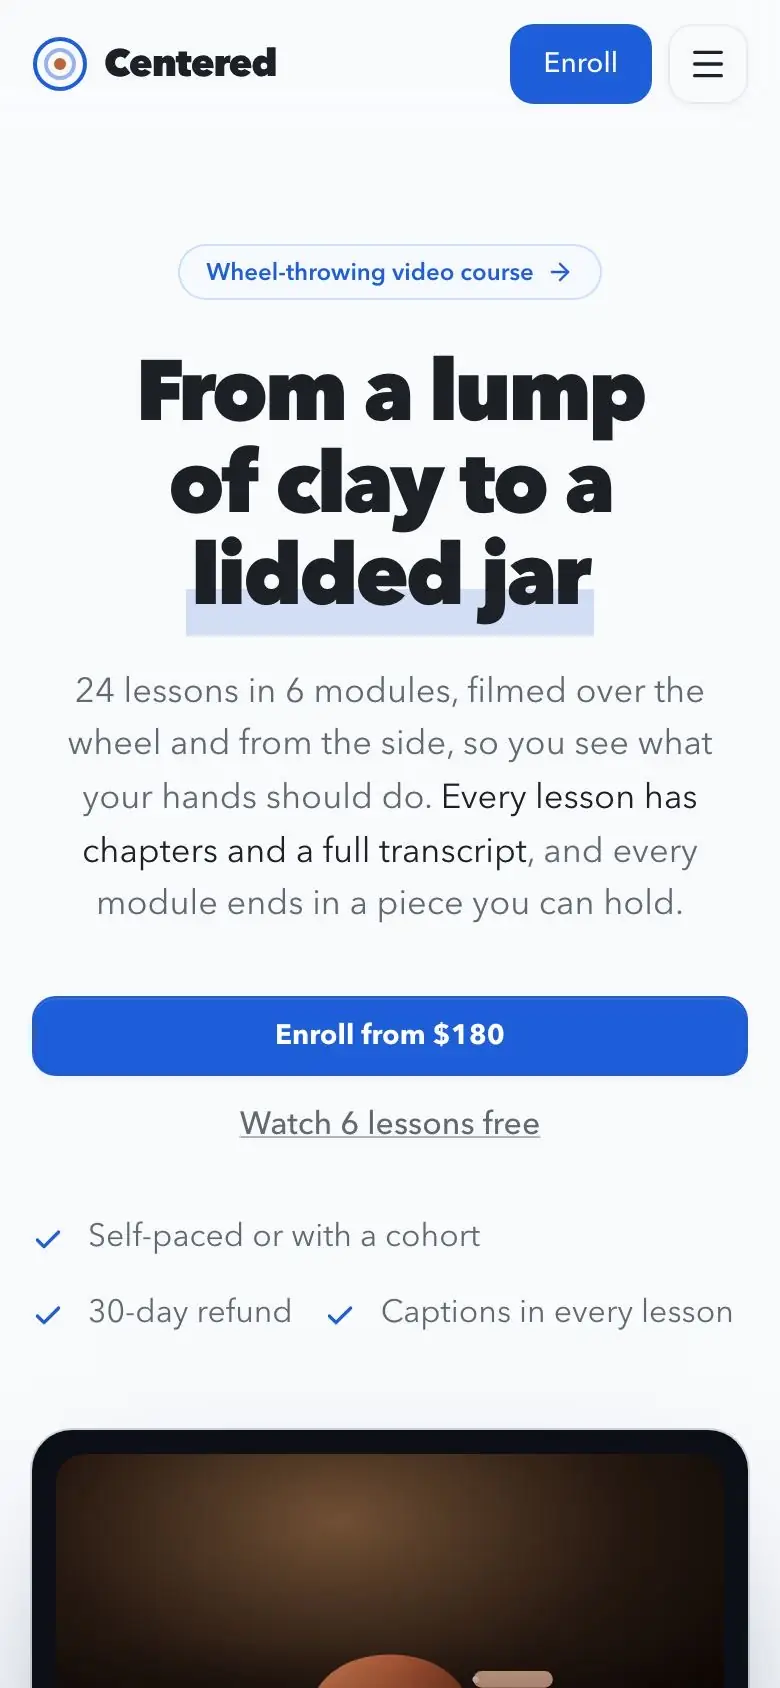 Centered
Enroll
Wheel-throwing video course
From a lump
of clay to a
lidded jar
24 lessons in 6 modules, filmed over the
wheel and from the side, so you see what
your hands should do. Every lesson has
chapters and a full transcript, and every
module ends in a piece you can hold.
Enroll from $180
Watch 6 lessons free
Self-paced or with a cohort
30-day refund Captions in every lesson